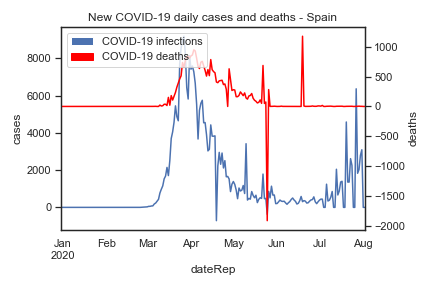 New COVID-19 daily cases and deaths - Spain
COVID-19 infections
COVID-19 deaths
8000
6000
4000
2000
0
cases
1000
500
0
−500
−1000
−1500
−2000
deaths
Jan Feb Mar Apr May Jun Jul Aug
2020
dateRep